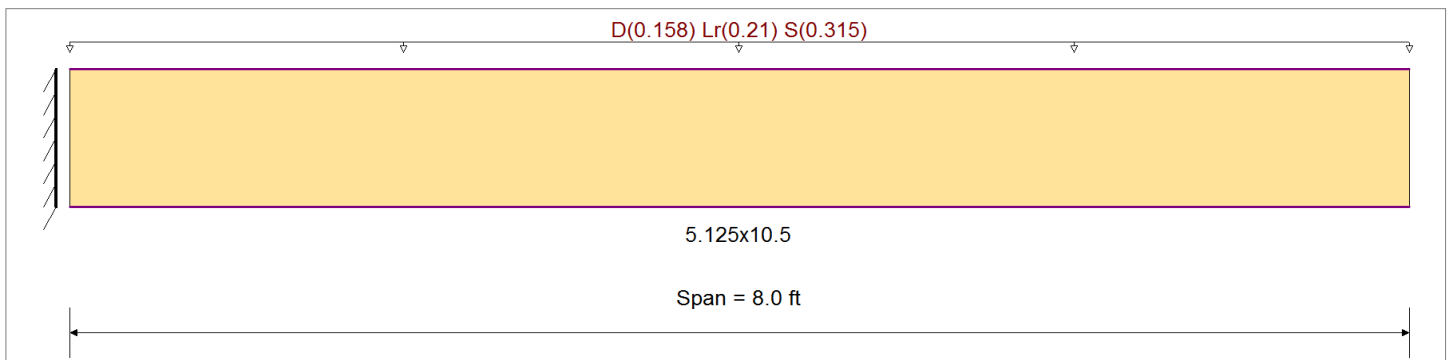 D(0.158) Lr(0.21) S(0.315)
5.125x10.5
Span = 8.0 ft